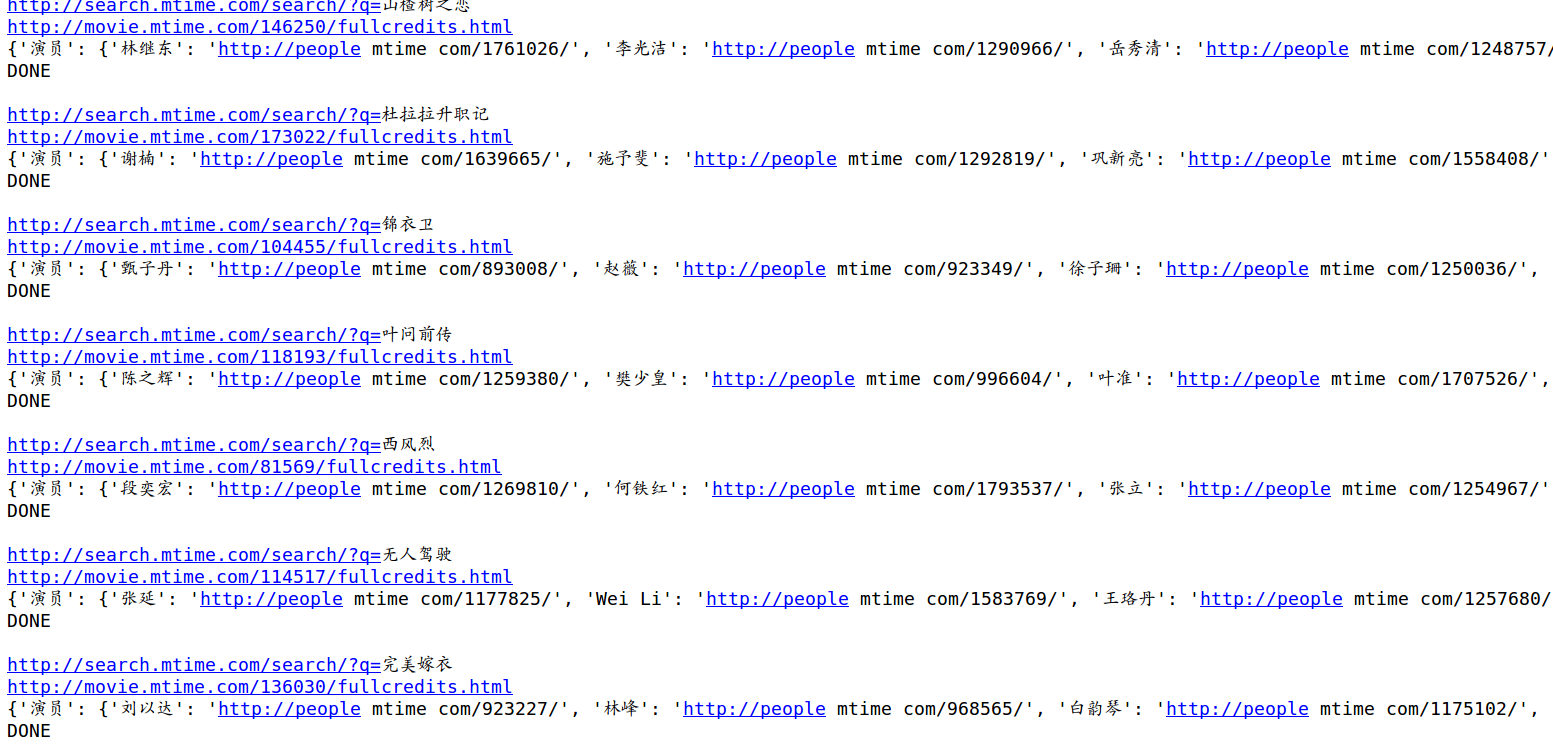 http://search.mtime.com/search/?q=山楂树之恋
http://movie.mtime.com/146250/fullcredits.html
{'演员': {'林继东': 'http://people mtime com/1761026/', '李光洁': 'http://people mtime com/1290966/', '岳秀清': 'http://people mtime com/1248757/
DONE
http://search.mtime.com/search/?q=杜拉拉升职记
http://movie.mtime.com/173022/fullcredits.html
{'演员': {'谢楠': 'http://people mtime com/1639665/', '施予斐': 'http://people mtime com/1292819/', '巩新亮': 'http://people mtime com/1558408/'
DONE
http://search.mtime.com/search/?q=锦衣卫
http://movie.mtime.com/104455/fullcredits.html
{'演员': {'甄子丹': 'http://people mtime com/893008/', '赵薇': 'http://people mtime com/923349/', '徐子珊': 'http://people mtime com/1250036/',
DONE
http://search.mtime.com/search/?q=叶问前传
http://movie.mtime.com/118193/fullcredits.html
{'演员': {'陈之辉': 'http://people mtime com/1259380/', '樊少皇': 'http://people mtime com/996604/', '叶准': 'http://people mtime com/1707526/',
DONE
http://search.mtime.com/search/?q=西风烈
http://movie.mtime.com/81569/fullcredits.html
{'演员': {'段奕宏': 'http://people mtime com/1269810/', '何铁红': 'http://people mtime com/1793537/', '张立': 'http://people mtime com/1254967/'
DONE
http://search.mtime.com/search/?q=无人驾驶
http://movie.mtime.com/114517/fullcredits.html
{'演员': {'张延': 'http://people mtime com/1177825/', 'Wei Li': 'http://people mtime com/1583769/', '王珞丹': 'http://people mtime com/1257680/
DONE
http://search.mtime.com/search/?q=完美嫁衣
http://movie.mtime.com/136030/fullcredits.html
{'演员': {'刘以达': 'http://people mtime com/923227/', '林峰': 'http://people mtime com/968565/', '白韵琴': 'http://people mtime com/1175102/',
DONE